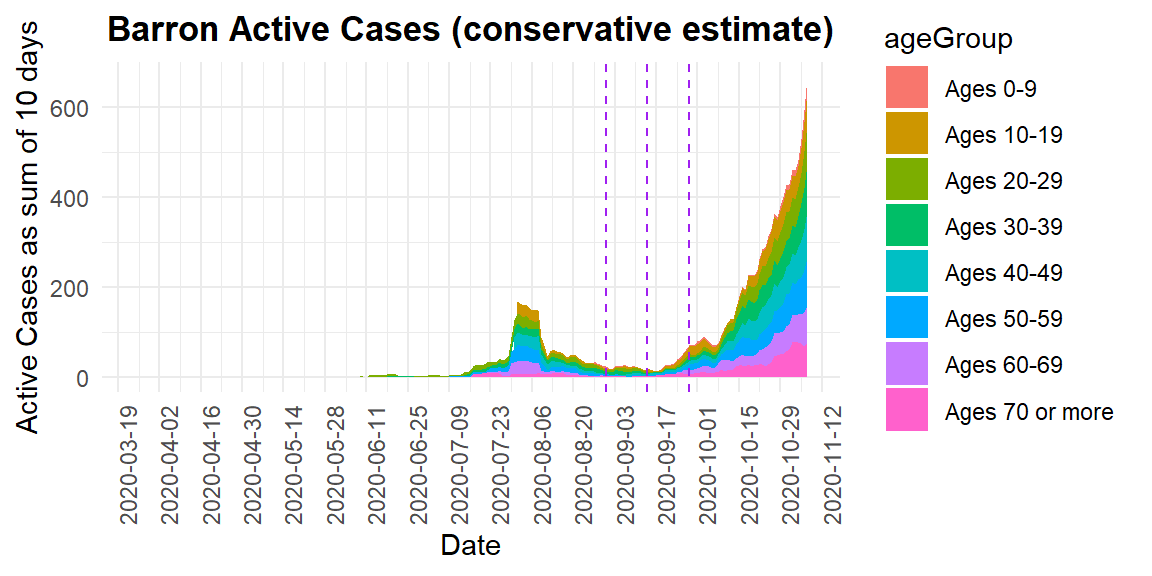 Barron Active Cases (conservative estimate)
Active Cases as sum of 10 days
600
400
200
0
2020-03-19
2020-04-02
2020-04-16
2020-04-30
2020-05-14
2020-05-28
2020-06-11
2020-06-25
2020-07-09
2020-07-23
2020-08-06
2020-08-20
2020-09-03
2020-09-17
2020-10-01
2020-10-15
2020-10-29
2020-11-12
Date
ageGroup
Ages 0-9
Ages 10-19
Ages 20-29
Ages 30-39
Ages 40-49
Ages 50-59
Ages 60-69
Ages 70 or more